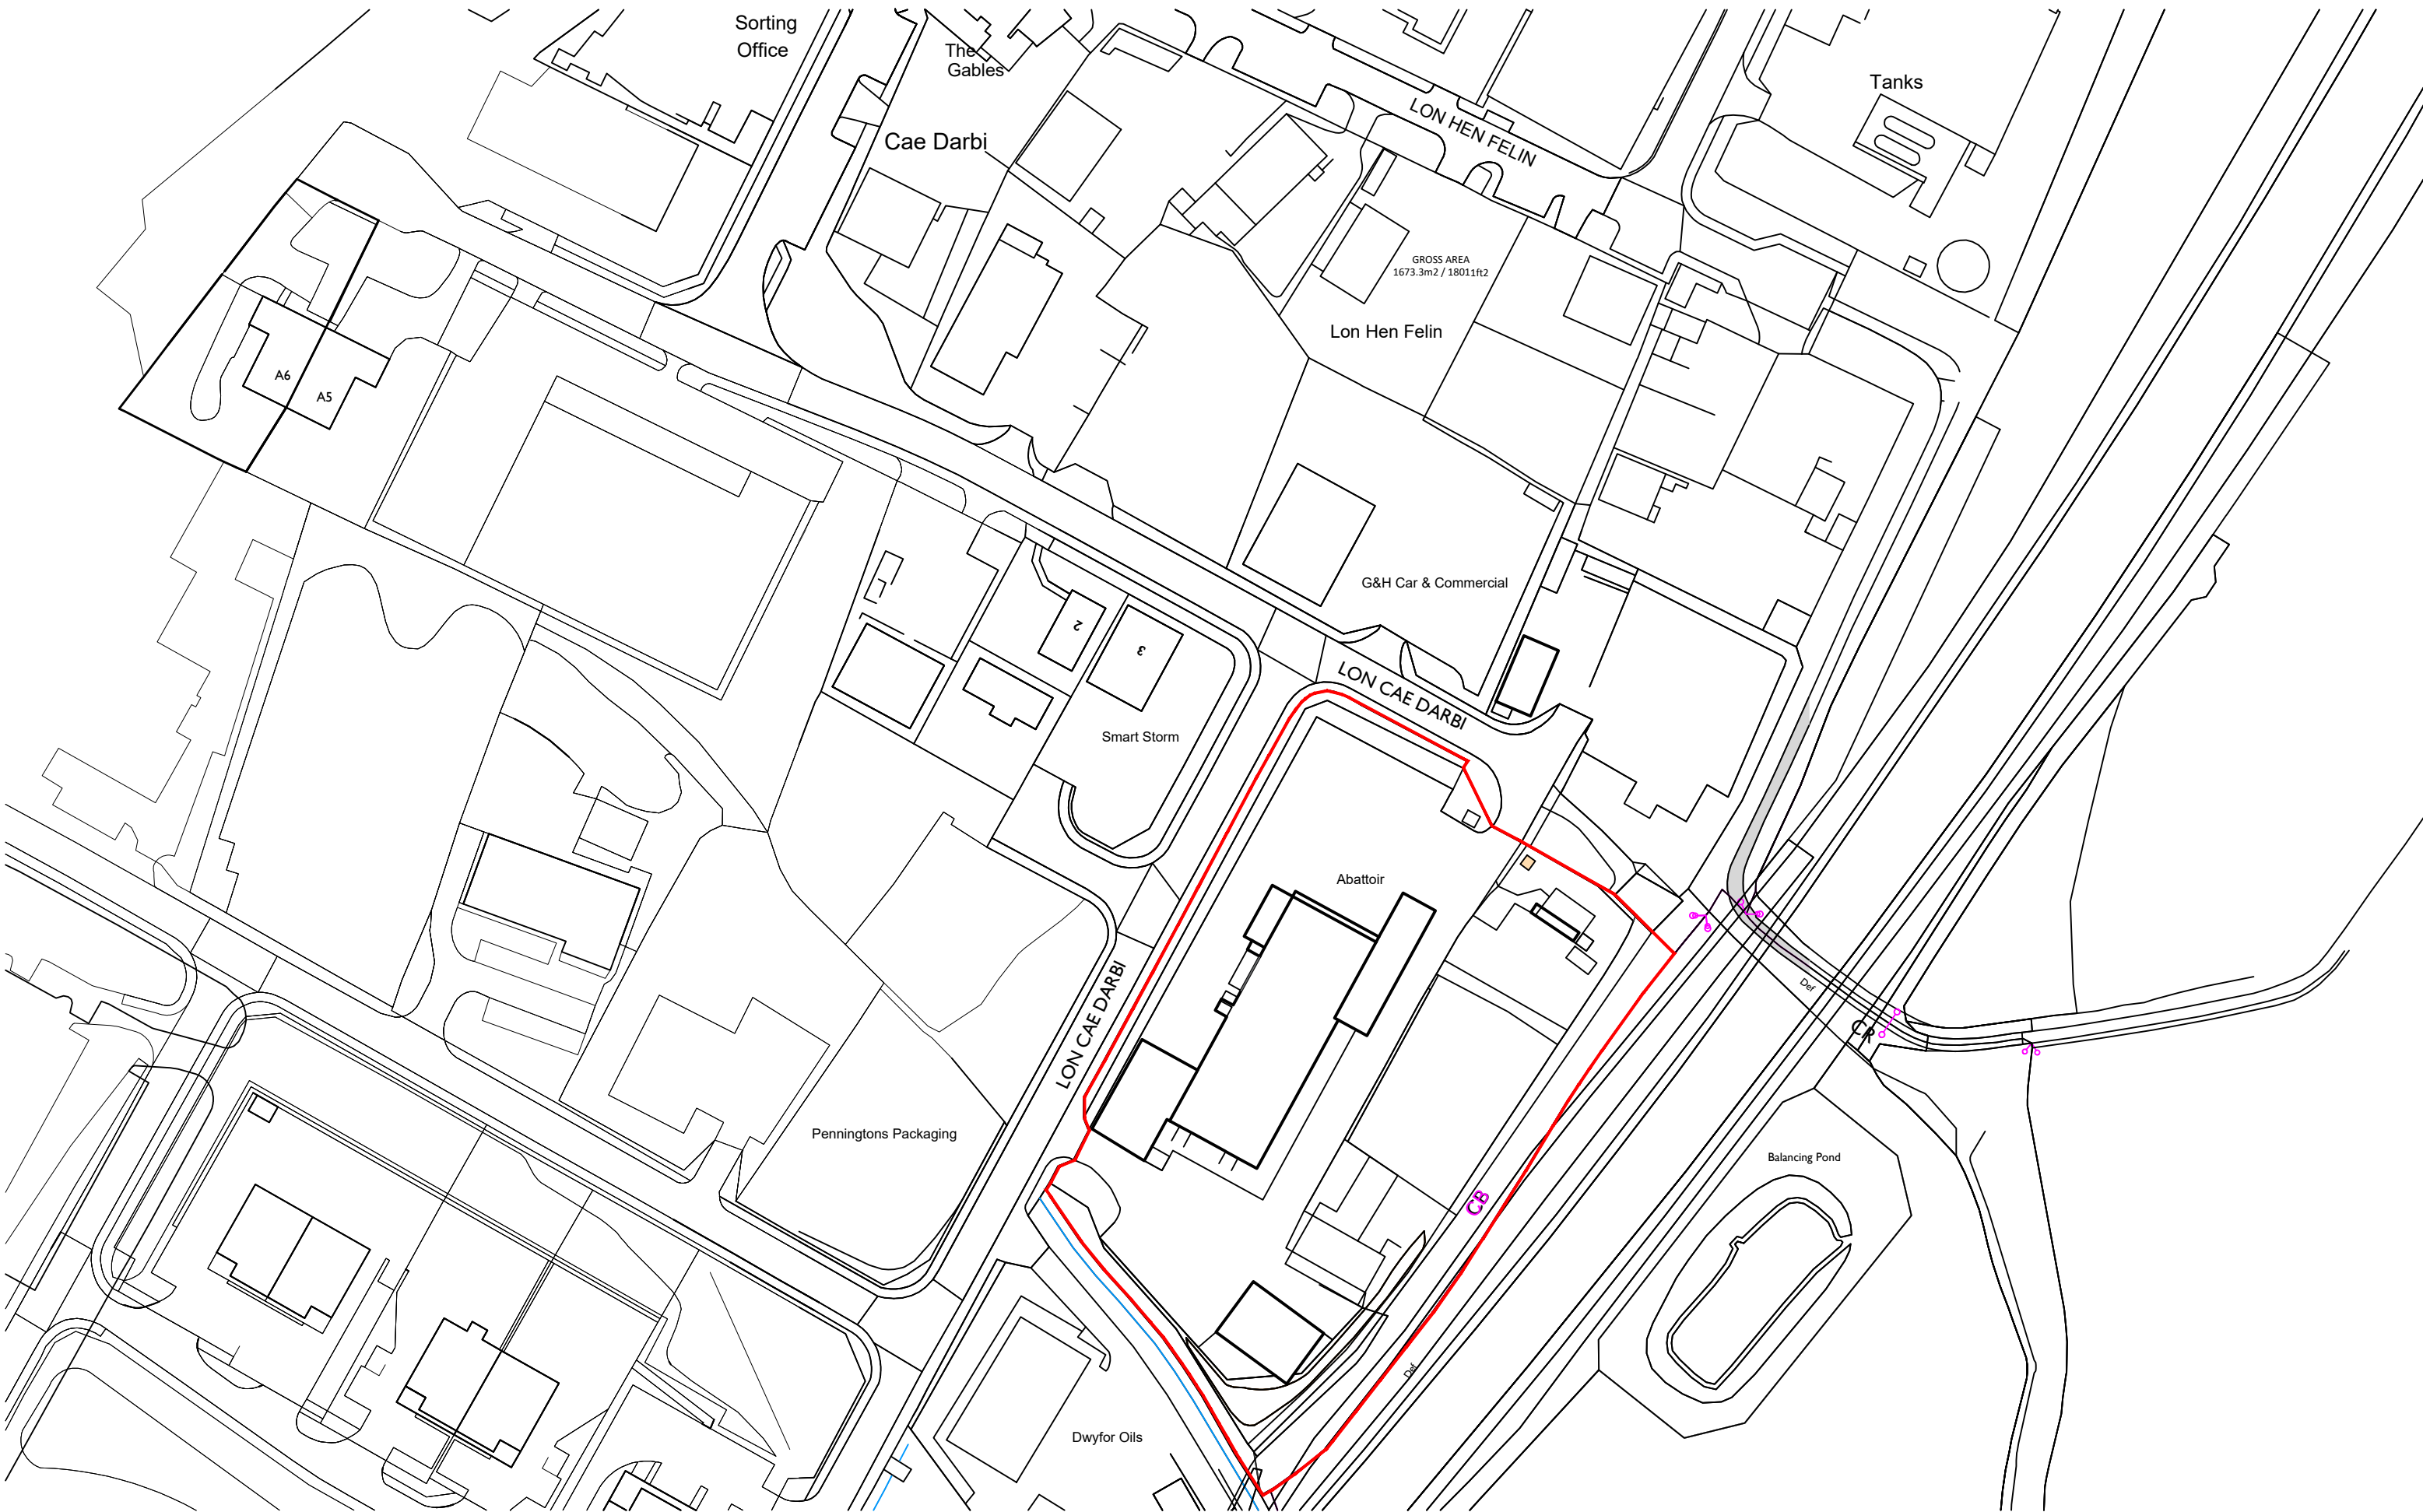 Sorting
Office
The
Gables
Cae Darbi
LON HEN FELIN
Tanks
GROSS AREA
1673.3m2 / 18011ft2
Lon Hen Felin
A6
A5
G&H Car & Commercial
2
3
LON CAE DARBI
Smart Storm
Abattoir
LON CAE DARBI
Def
CR
Penningtons Packaging
Balancing Pond
CB
Def
Dwyfor Oils